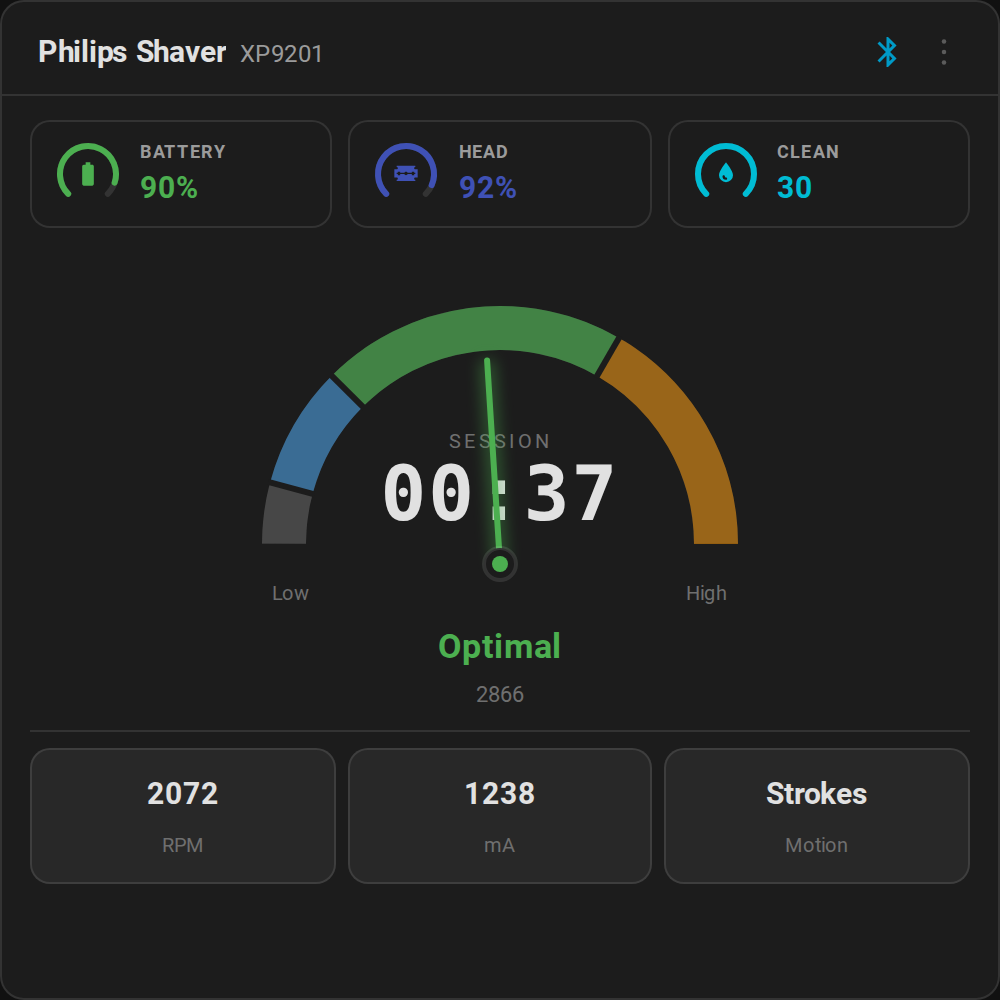 Philips Shaver XP9201
BATTERY
90%
HEAD
92%
CLEAN
30
SESSION
00:37
Low
High
Optimal
2866
2072
RPM
1238
mA
Strokes
Motion